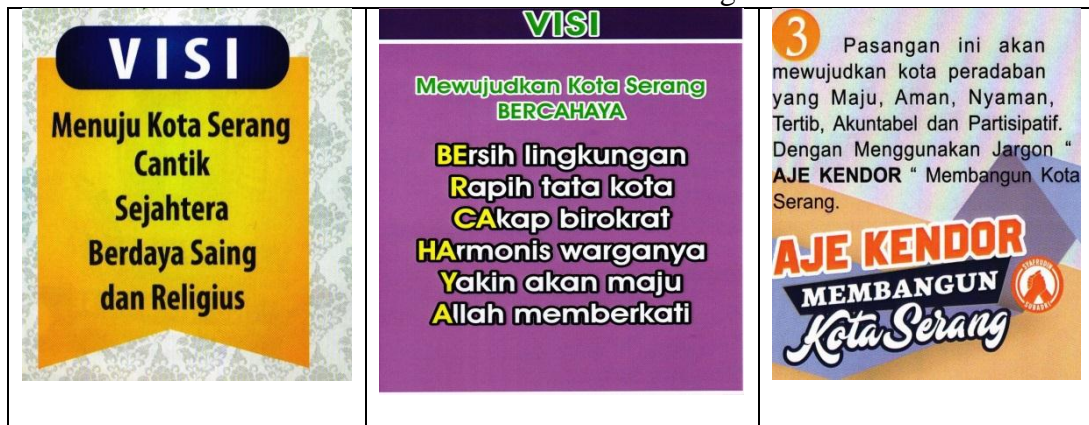 VISI
Menuju Kota Serang
Cantik
Sejahtera
Berdaya Saing
dan Religius
VISI
Mewujudkan Kota Serang
BERCAHAYA
BErsih lingkungan
Rapih tata kota
CAkap birokrat
HArmonis warganya
Yakin akan maju
Allah memberkati
3 Pasangan ini akan
mewujudkan kota peradaban
yang Maju, Aman, Nyaman,
Tertib, Akuntabel dan Partisipatif.
Dengan Menggunakan Jargon “
AJE KENDOR “ Membangun Kota
Serang.
AJE KENDOR
MEMBANGUN
Kota Serang
SYAFRUDIN
SUBADRI